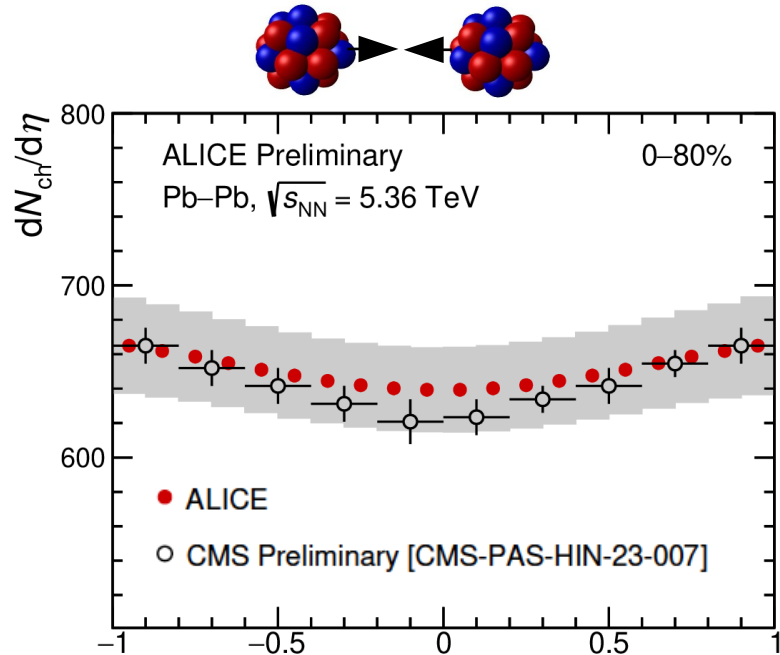 800
dNch/dη
ALICE Preliminary
0–80%
Pb–Pb, √sNN = 5.36 TeV
700
600
ALICE
CMS Preliminary [CMS-PAS-HIN-23-007]
−1
−0.5
0
0.5
1